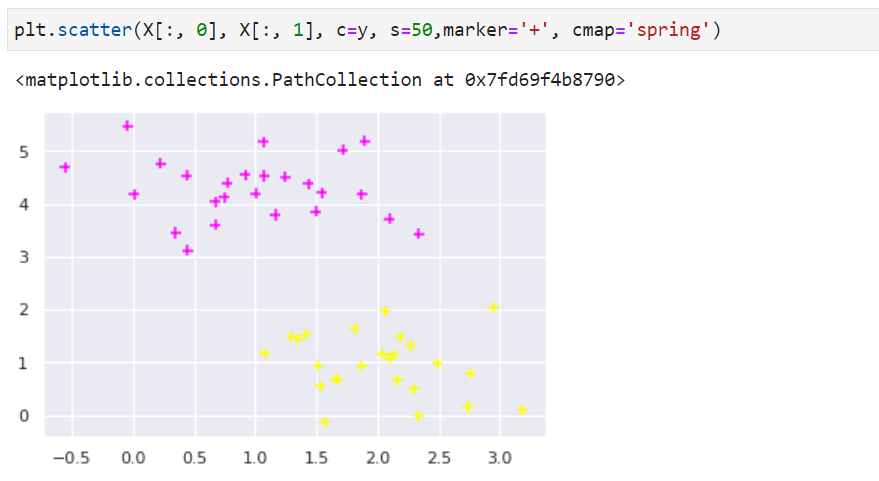 plt.scatter(X[:, 0], X[:, 1], c=y, s=50,marker='+', cmap='spring')
<matplotlib.collections.PathCollection at 0x7fd69f4b8790>
5
4
3
2
1
0
−0.5 0.0 0.5 1.0 1.5 2.0 2.5 3.0